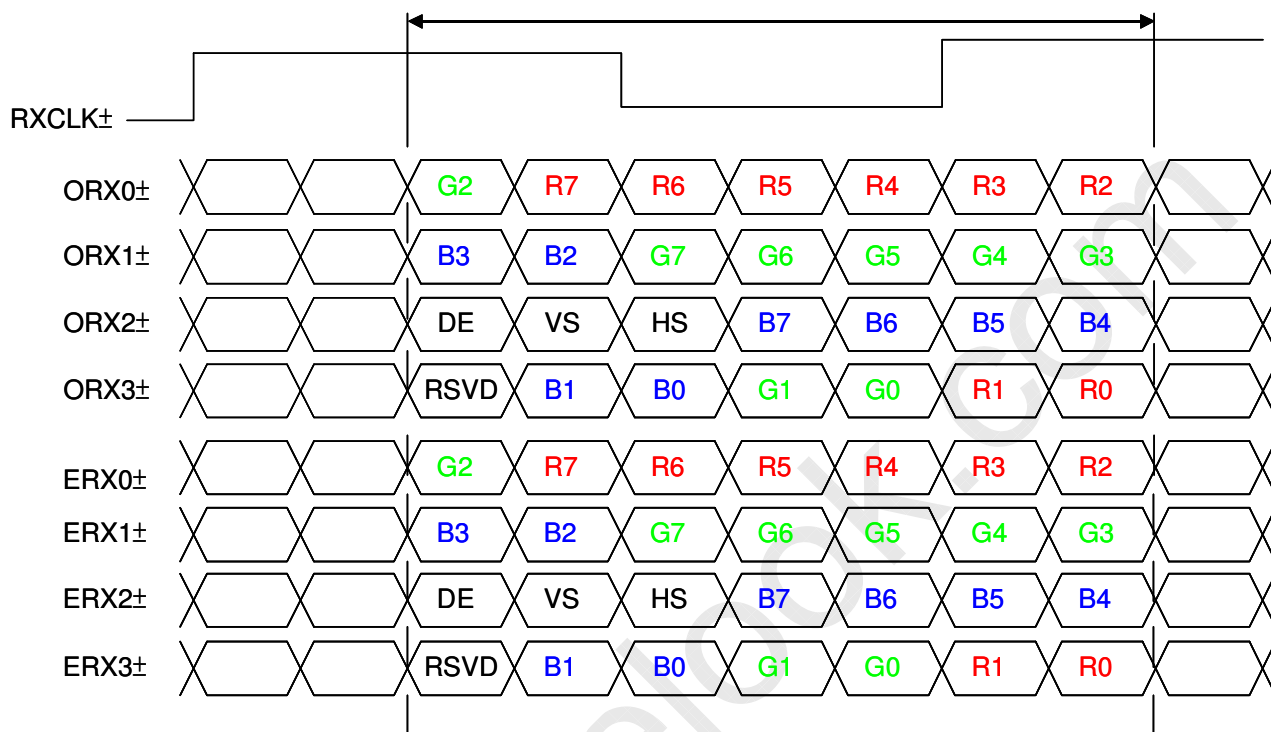 RXCLK±
ORX0± G2 R7 R6 R5 R4 R3 R2
ORX1± B3 B2 G7 G6 G5 G4 G3
ORX2± DE VS HS B7 B6 B5 B4
ORX3± RSVD B1 B0 G1 G0 R1 R0
ERX0± G2 R7 R6 R5 R4 R3 R2
ERX1± B3 B2 G7 G6 G5 G4 G3
ERX2± DE VS HS B7 B6 B5 B4
ERX3± RSVD B1 B0 G1 G0 R1 R0
elook.com